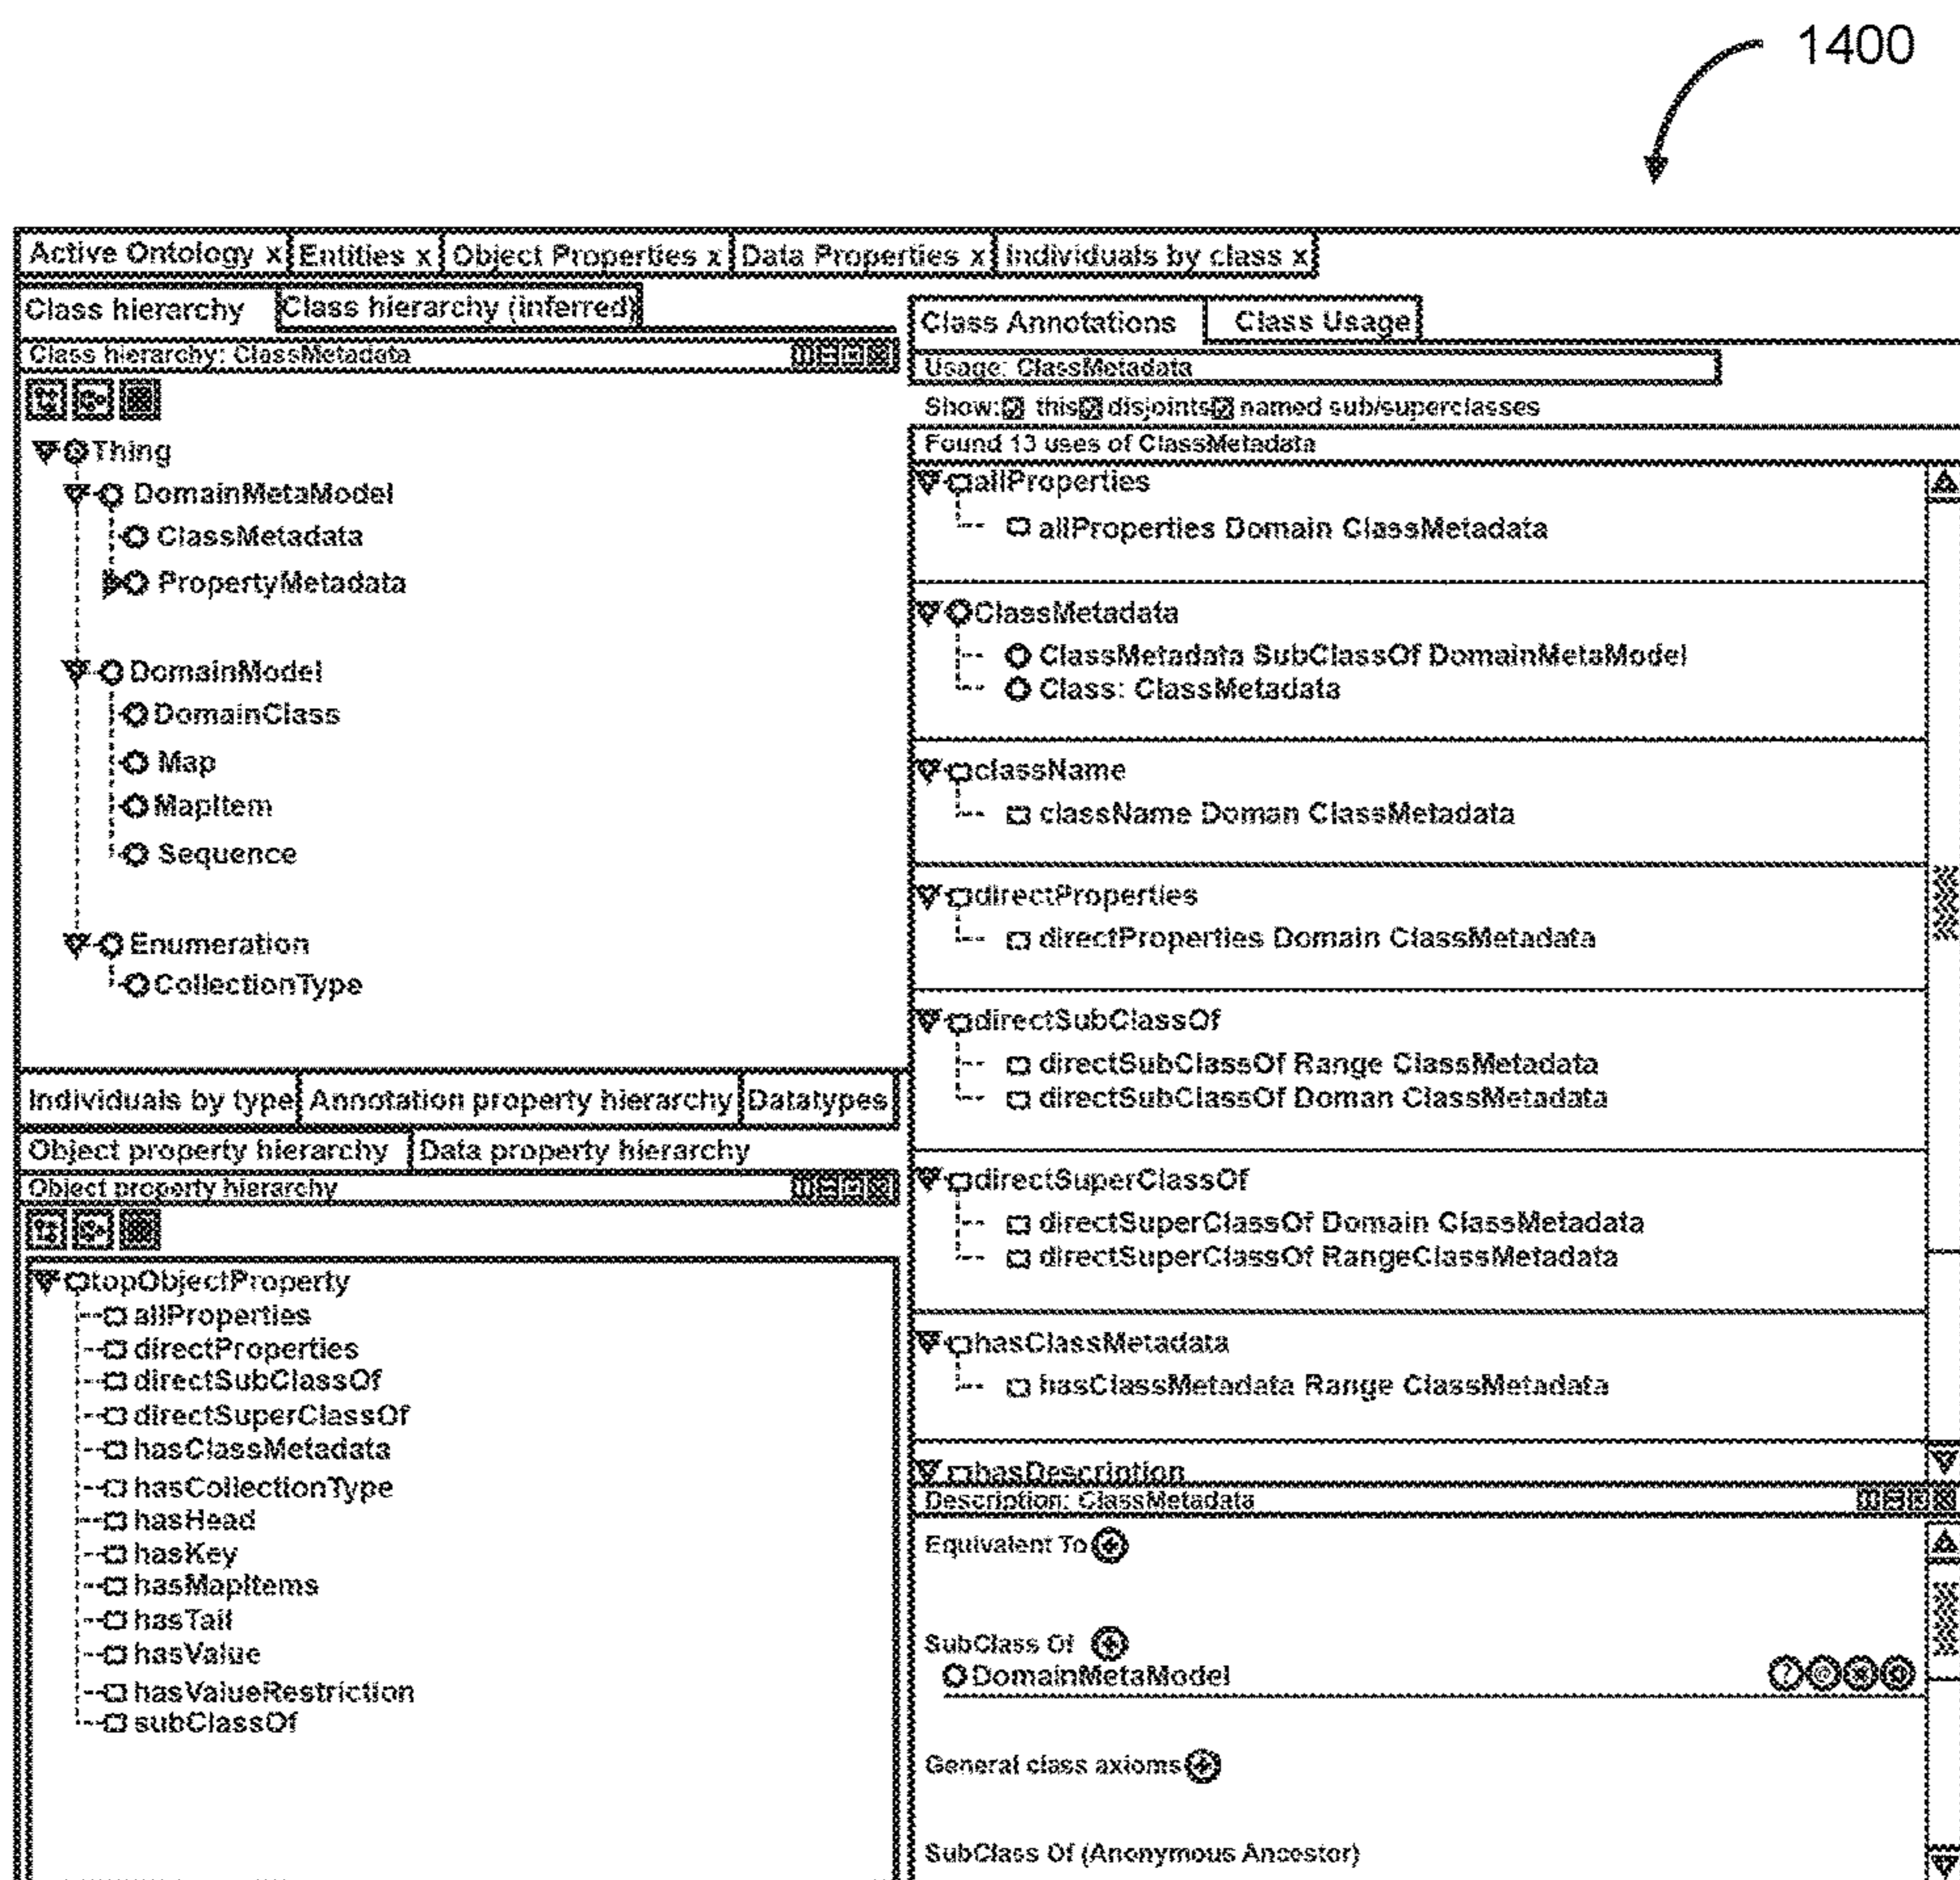 1400
Active Ontology x Entities x Object Properties x Data Properties x Individuals by class x
Class hierarchy Class hierarchy (inferred)
Class hierarchy: ClassMetadata
Thing
DomainMetaModel
ClassMetadata
PropertyMetadata
DomainModel
DomainClass
Map
MapItem
Sequence
Enumeration
CollectionType
Individuals by type Annotation property hierarchy Datatypes
Object property hierarchy Data property hierarchy
Object property hierarchy
topObjectProperty
allProperties
directProperties
directSubClassOf
directSuperClassOf
hasClassMetadata
hasCollectionType
hasHead
hasKey
hasMapItems
hasTail
hasValue
hasValueRestriction
subClassOf
Class Annotations Class Usage
Usage: ClassMetadata
Show: this disjoints named sub/superclasses
Found 13 uses of ClassMetadata
allProperties
allProperties Domain ClassMetadata
ClassMetadata
ClassMetadata SubClassOf DomainMetaModel
Class: ClassMetadata
className
className Doman ClassMetadata
directProperties
directProperties Domain ClassMetadata
directSubClassOf
directSubClassOf Range ClassMetadata
directSubClassOf Doman ClassMetadata
directSuperClassOf
directSuperClassOf Domain ClassMetadata
directSuperClassOf RangeClassMetadata
hasClassMetadata
hasClassMetadata Range ClassMetadata
hasDescription
Description: ClassMetadata
Equivalent To
SubClass Of
DomainMetaModel
General class axioms
SubClass Of (Anonymous Ancestor)